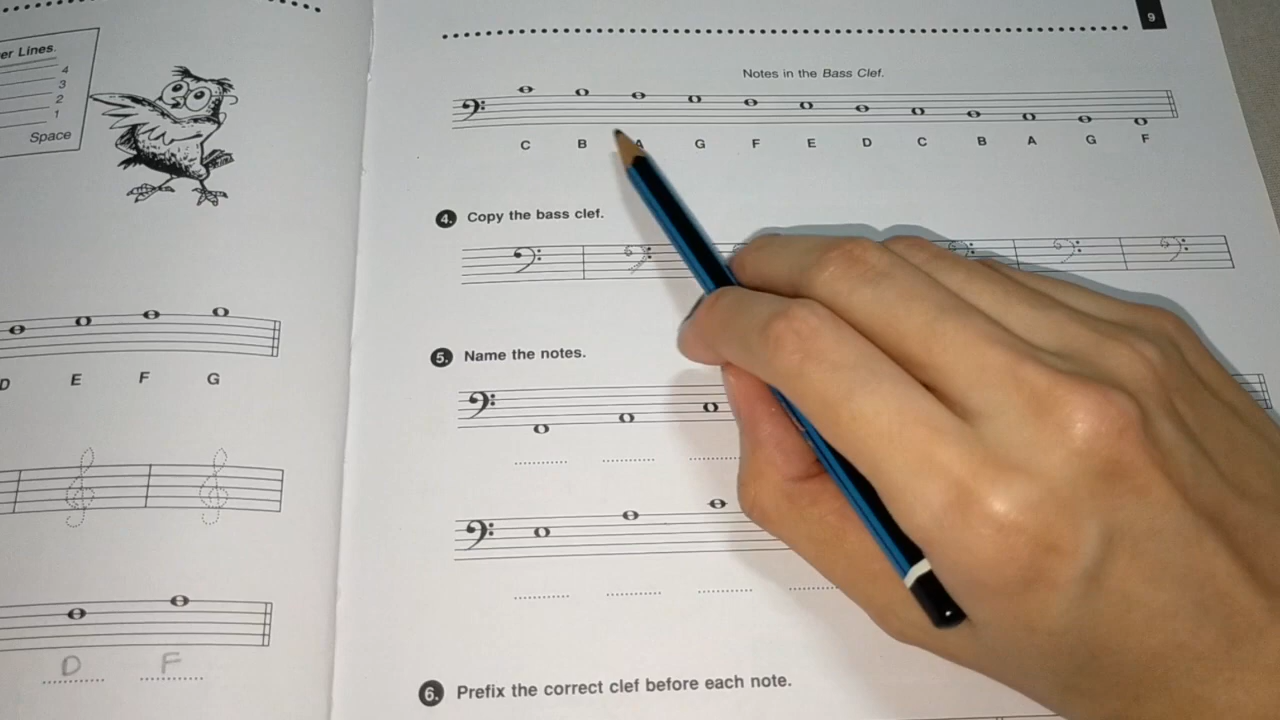 er Lines.
4
3
2
1
Space
D E F G
D F
9
Notes in the Bass Clef.
C B A G F E D C B A G F
4. Copy the bass clef.
5. Name the notes.
6. Prefix the correct clef before each note.